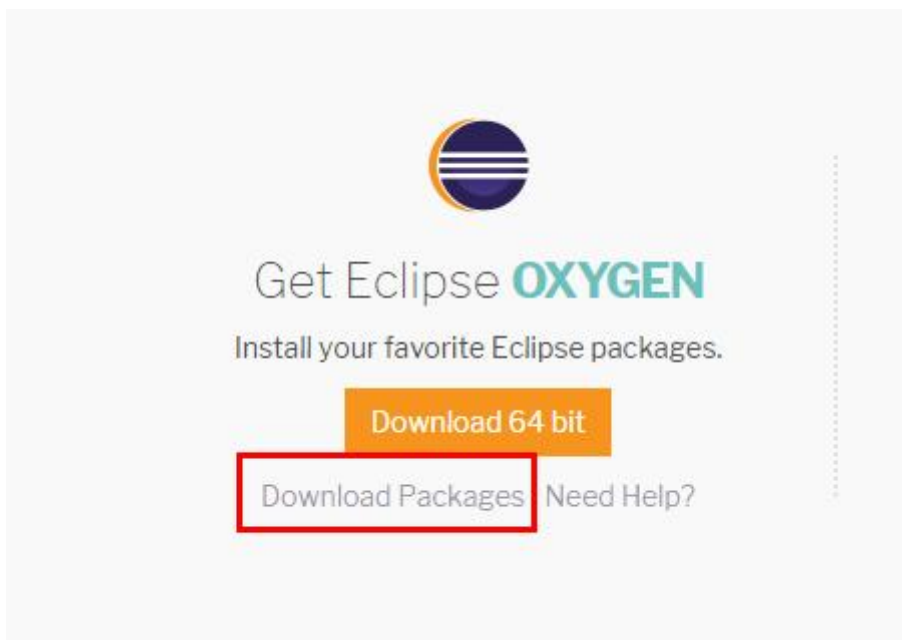 Get Eclipse OXYGEN
Install your favorite Eclipse packages.
Download 64 bit
Download Packages Need Help?